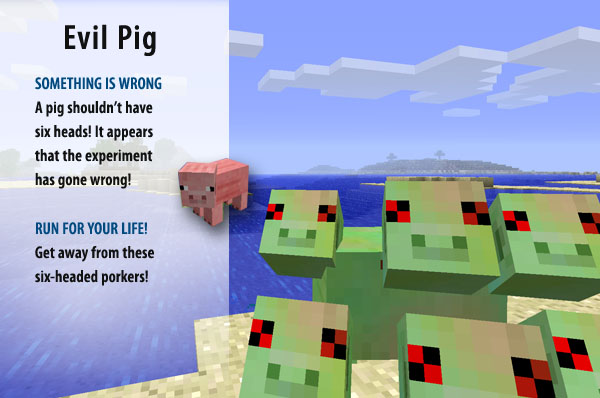 Evil Pig
SOMETHING IS WRONG
A pig shouldn’t have
six heads! It appears
that the experiment
has gone wrong!
RUN FOR YOUR LIFE!
Get away from these
six-headed porkers!